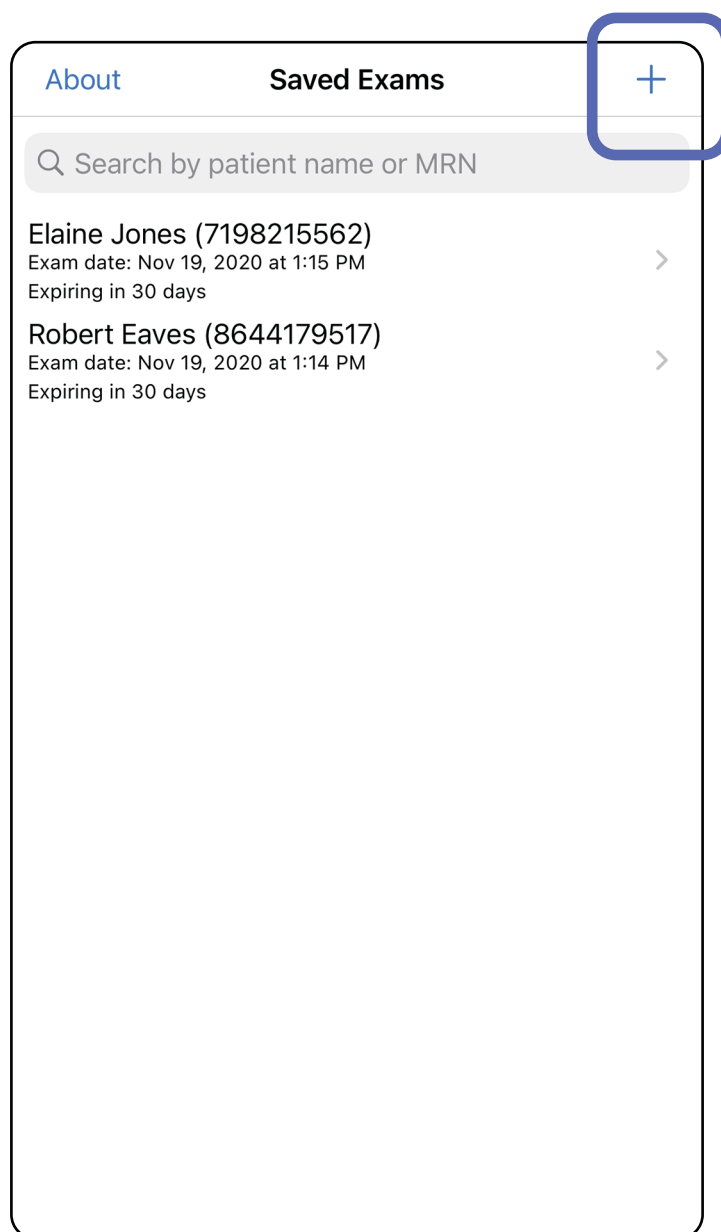 About Saved Exams +
Search by patient name or MRN
Elaine Jones (7198215562)
Exam date: Nov 19, 2020 at 1:15 PM
Expiring in 30 days
Robert Eaves (8644179517)
Exam date: Nov 19, 2020 at 1:14 PM
Expiring in 30 days